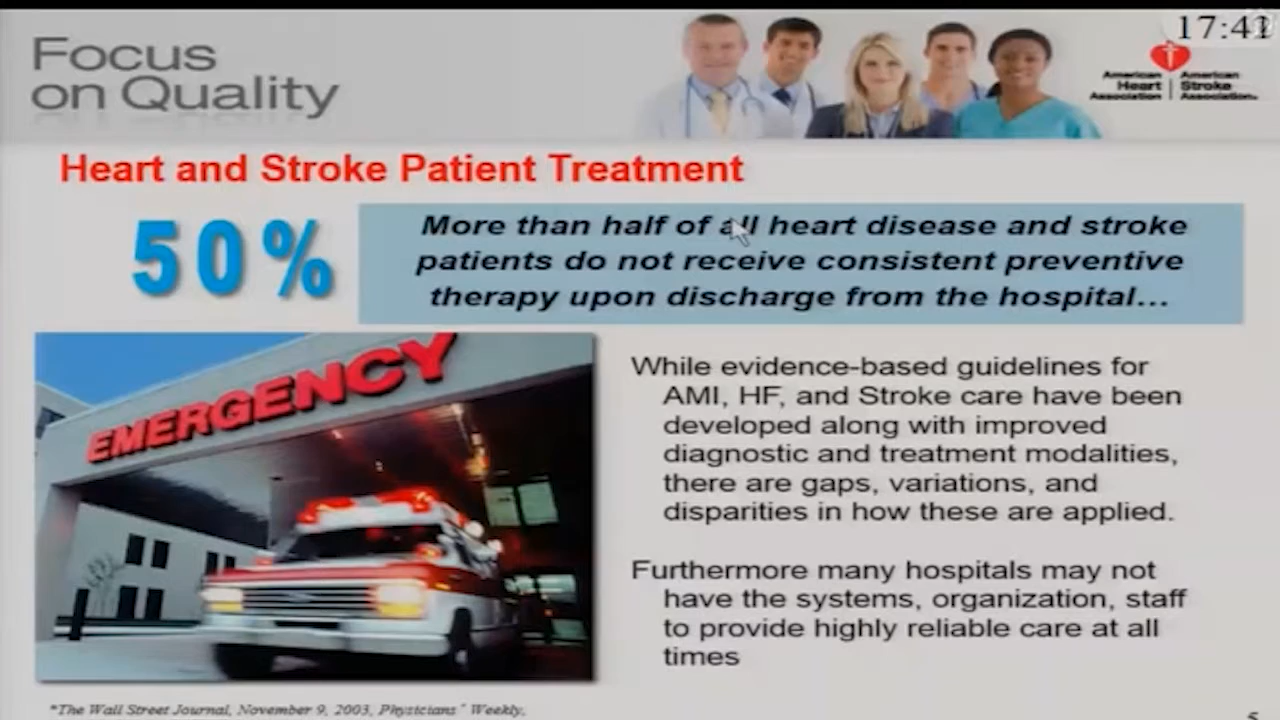 17:41
Focus
on Quality
American Heart Association
American Stroke Association
Heart and Stroke Patient Treatment
50%
More than half of all heart disease and stroke
patients do not receive consistent preventive
therapy upon discharge from the hospital...
EMERGENCY
While evidence-based guidelines for
AMI, HF, and Stroke care have been
developed along with improved
diagnostic and treatment modalities,
there are gaps, variations, and
disparities in how these are applied.
Furthermore many hospitals may not
have the systems, organization, staff
to provide highly reliable care at all
times
*The Wall Street Journal, November 9, 2003, Physicians" Weekly,
5